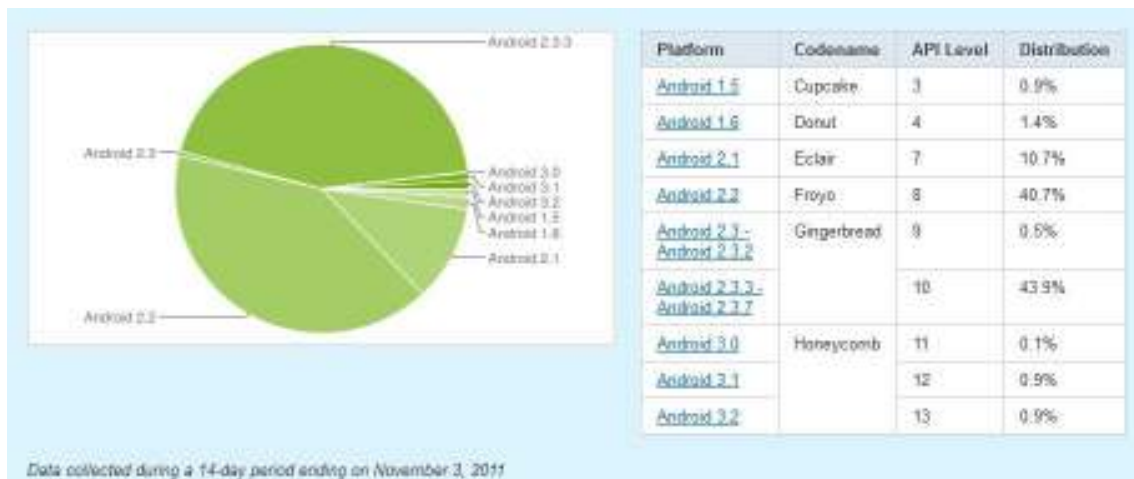 Android 2.3.3
Android 2.3
Android 3.0
Android 3.1
Android 3.2
Android 1.5
Android 1.6
Android 2.1
Android 2.2
Platform Codename API Level Distribution
Android 1.5 Cupcake 3 0.9%
Android 1.6 Donut 4 1.4%
Android 2.1 Eclair 7 10.7%
Android 2.2 Froyo 8 40.7%
Android 2.3 - Gingerbread 9 0.5%
Android 2.3.2
Android 2.3.3 - 10 43.9%
Android 2.3.7
Android 3.0 Honeycomb 11 0.1%
Android 3.1 12 0.9%
Android 3.2 13 0.9%
Data collected during a 14-day period ending on November 3, 2011